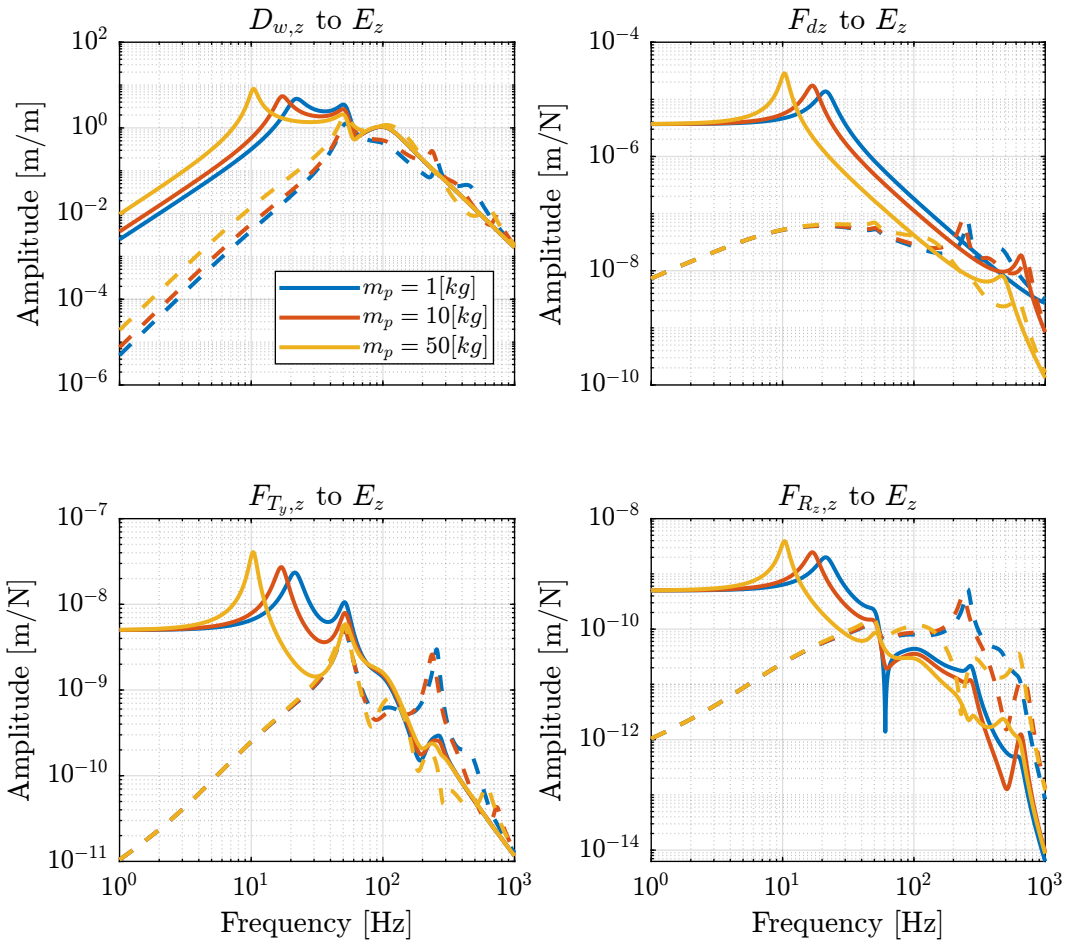 $D_{w,z}$ to $E_z$
$F_{dz}$ to $E_z$
Amplitude [m/m]
$10^{2}$
$10^{0}$
$10^{-2}$
$10^{-4}$
$10^{-6}$
$m_p = 1[kg]$
$m_p = 10[kg]$
$m_p = 50[kg]$
Amplitude [m/N]
$10^{-4}$
$10^{-6}$
$10^{-8}$
$10^{-10}$
$F_{T_y,z}$ to $E_z$
$F_{R_z,z}$ to $E_z$
Amplitude [m/N]
$10^{-7}$
$10^{-8}$
$10^{-9}$
$10^{-10}$
$10^{-11}$
$10^{0}$ $10^{1}$ $10^{2}$ $10^{3}$
Frequency [Hz]
Amplitude [m/N]
$10^{-8}$
$10^{-10}$
$10^{-12}$
$10^{-14}$
$10^{0}$ $10^{1}$ $10^{2}$ $10^{3}$
Frequency [Hz]